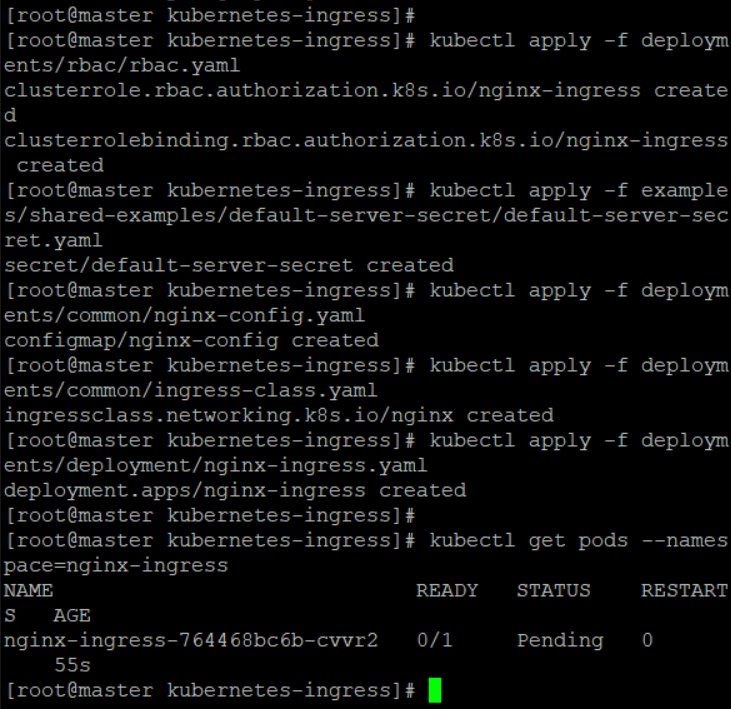 [root@master kubernetes-ingress]#
[root@master kubernetes-ingress]# kubectl apply -f deploym
ents/rbac/rbac.yaml
clusterrole.rbac.authorization.k8s.io/nginx-ingress create
d
clusterrolebinding.rbac.authorization.k8s.io/nginx-ingress
 created
[root@master kubernetes-ingress]# kubectl apply -f example
s/shared-examples/default-server-secret/default-server-sec
ret.yaml
secret/default-server-secret created
[root@master kubernetes-ingress]# kubectl apply -f deploym
ents/common/nginx-config.yaml
configmap/nginx-config created
[root@master kubernetes-ingress]# kubectl apply -f deploym
ents/common/ingress-class.yaml
ingressclass.networking.k8s.io/nginx created
[root@master kubernetes-ingress]# kubectl apply -f deploym
ents/deployment/nginx-ingress.yaml
deployment.apps/nginx-ingress created
[root@master kubernetes-ingress]#
[root@master kubernetes-ingress]# kubectl get pods --names
pace=nginx-ingress
NAME                             READY   STATUS    RESTART
S   AGE
nginx-ingress-764468bc6b-cvvr2   0/1     Pending   0
    55s
[root@master kubernetes-ingress]#